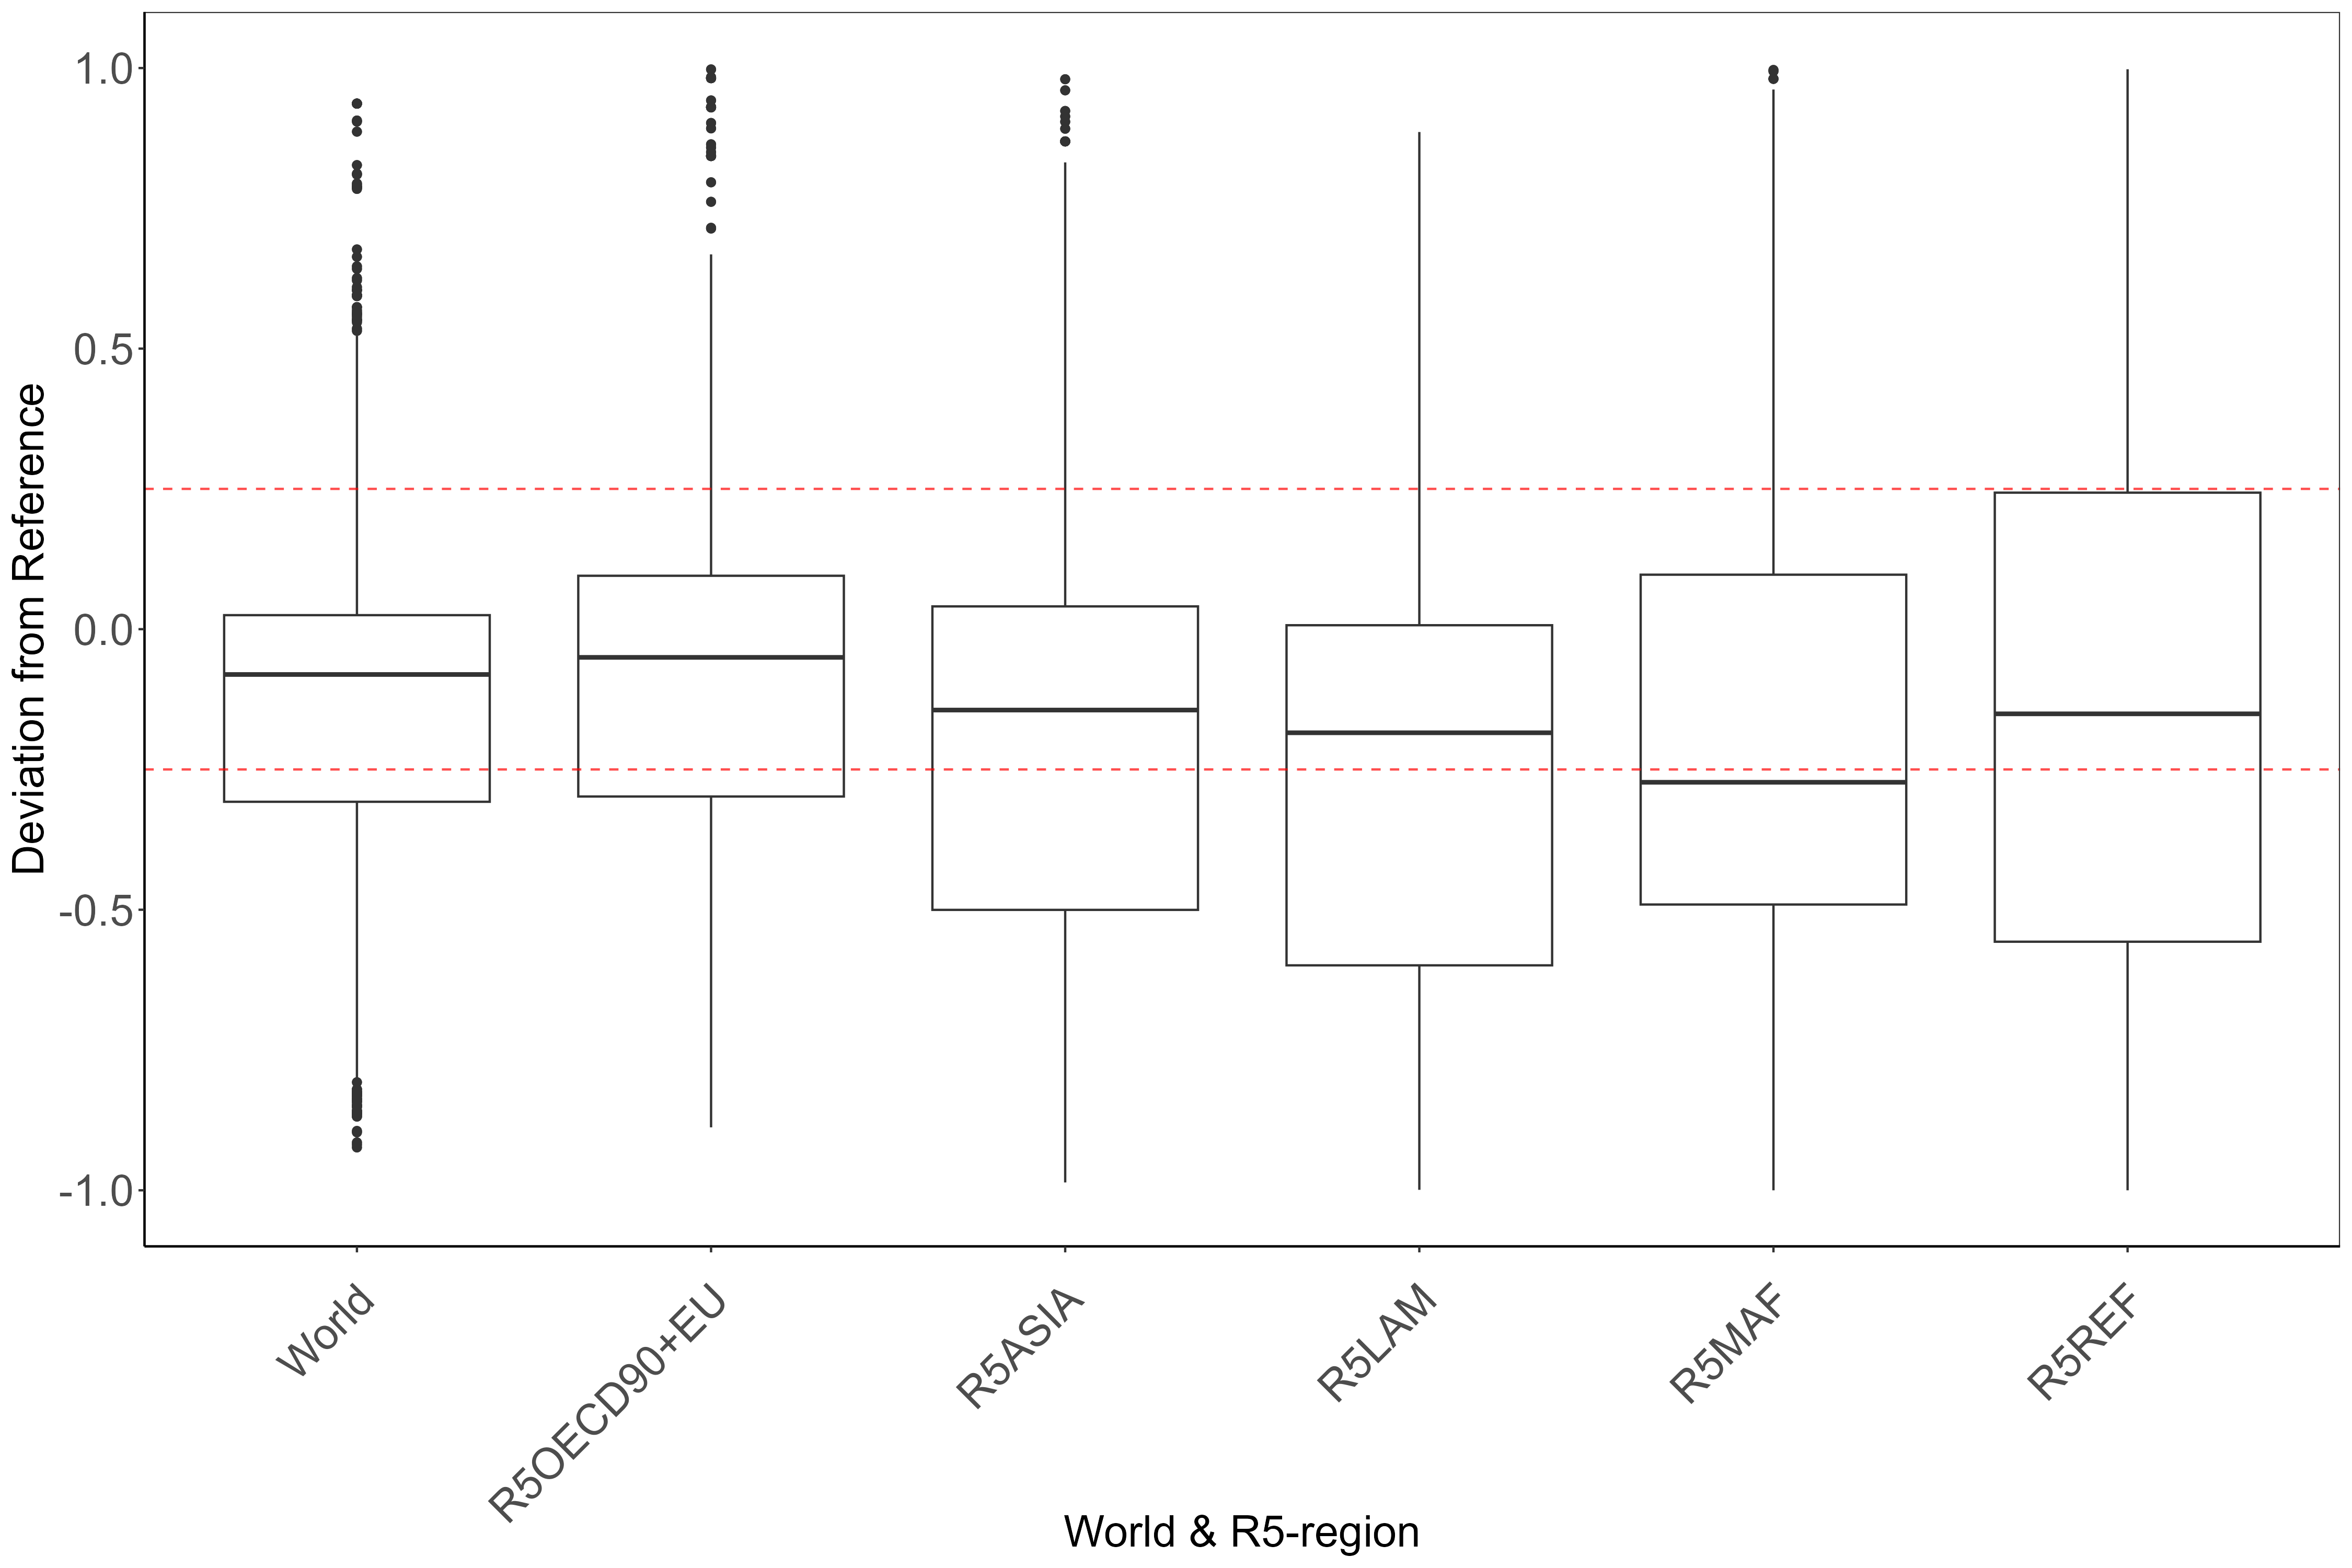 Deviation from Reference
1.0
0.5
0.0
-0.5
-1.0
World
R5OECD90+EU
R5ASIA
R5LAM
R5MAF
R5REF
World & R5-region